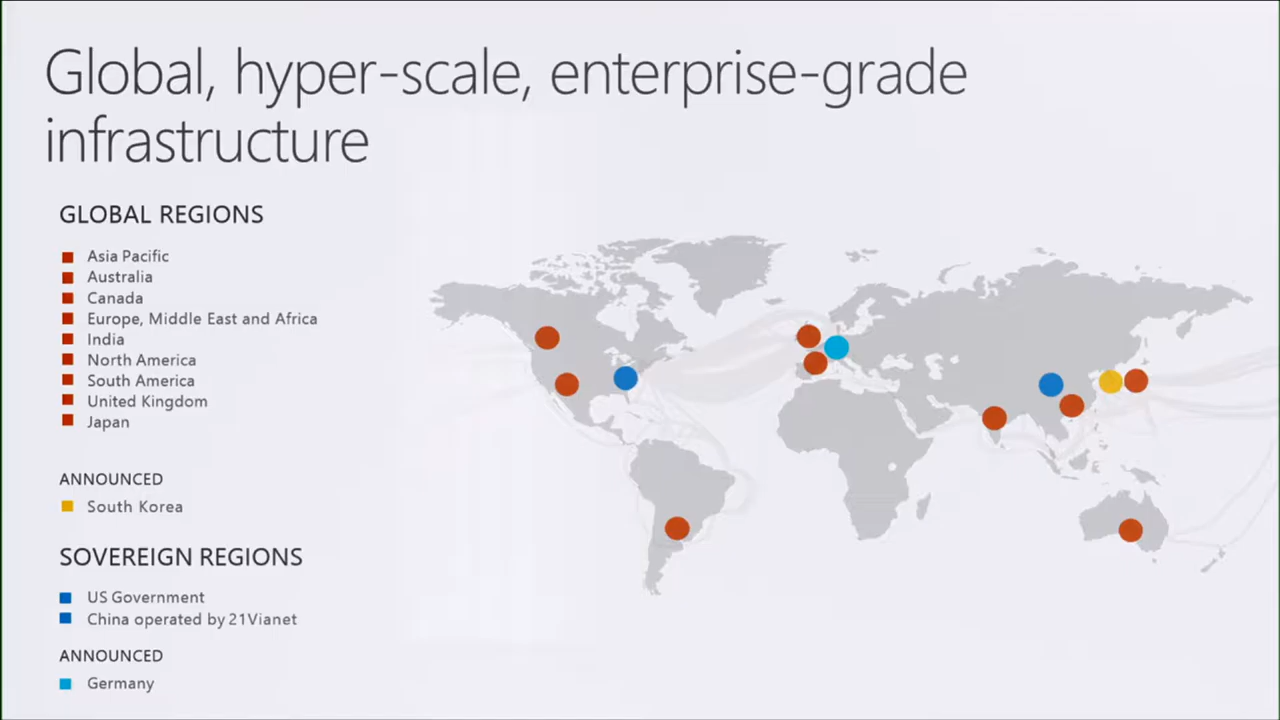 Global, hyper-scale, enterprise-grade
infrastructure
GLOBAL REGIONS
Asia Pacific
Australia
Canada
Europe, Middle East and Africa
India
North America
South America
United Kingdom
Japan
ANNOUNCED
South Korea
SOVEREIGN REGIONS
US Government
China operated by 21Vianet
ANNOUNCED
Germany